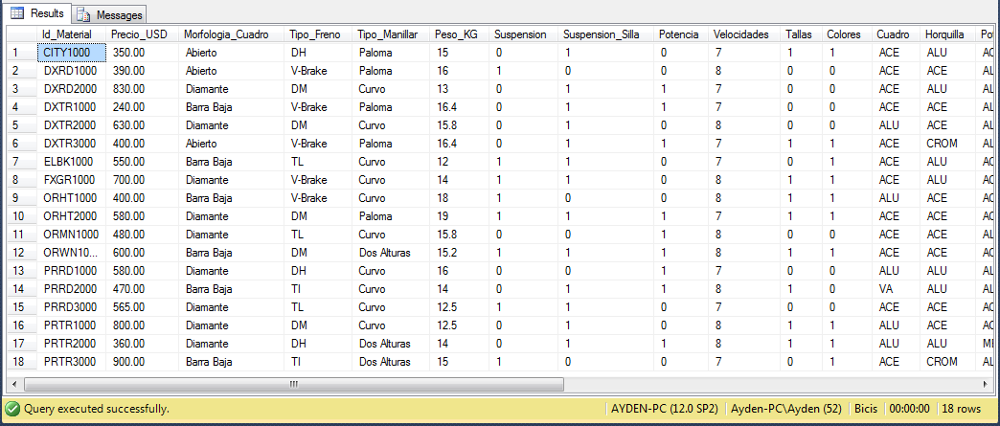 Results Messages
Id_Material Precio_USD Morfologia_Cuadro Tipo_Freno Tipo_Manillar Peso_KG Suspension Suspension_Silla Potencia Velocidades Tallas Colores Cuadro Horquilla Pot
1 CITY1000 350.00 Abierto DH Paloma 15 0 1 0 7 1 1 ACE ALU AC
2 DXRD1000 390.00 Abierto V-Brake Paloma 16 1 0 0 8 0 0 ACE ACE AL
3 DXRD2000 830.00 Diamante DM Curvo 13 0 1 1 7 0 0 ACE ALU AL
4 DXTR1000 240.00 Barra Baja V-Brake Paloma 16.4 0 1 1 7 0 0 ACE ACE AL
5 DXTR2000 630.00 Diamante DM Curvo 15.8 0 1 0 8 0 0 ALU ACE AL
6 DXTR3000 400.00 Abierto V-Brake Paloma 16.4 0 1 1 7 1 1 ACE CROM AL
7 ELBK1000 550.00 Barra Baja TL Curvo 12 1 1 0 7 0 0 ACE ALU AC
8 FXGR1000 700.00 Diamante V-Brake Curvo 14 1 1 0 8 1 1 ACE ALU AC
9 ORHT1000 400.00 Barra Baja V-Brake Curvo 18 1 1 0 8 0 1 ACE ALU AC
10 ORHT2000 580.00 Diamante DM Paloma 19 1 1 1 7 1 1 ACE ACE AC
11 ORMN1000 480.00 Diamante TL Curvo 15.8 0 0 1 8 0 0 ACE ACE AL
12 ORWN10... 600.00 Barra Baja DM Dos Alturas 15.2 1 0 1 8 1 1 ACE ACE AL
13 PRRD1000 580.00 Diamante DH Curvo 16 0 0 1 7 0 0 ALU ALU AL
14 PRRD2000 470.00 Barra Baja TI Curvo 14 0 1 1 8 0 1 VA ALU AL
15 PRRD3000 565.00 Diamante TL Curvo 12.5 1 1 0 7 0 0 ACE ACE AC
16 PRTR1000 800.00 Diamante DM Curvo 12.5 0 1 0 8 1 1 ALU ACE AC
17 PRTR2000 360.00 Diamante DH Dos Alturas 14 0 1 1 8 1 1 ALU ALU ME
18 PRTR3000 900.00 Barra Baja TI Dos Alturas 15 1 0 0 7 0 1 ACE CROM AL
Query executed successfully. AYDEN-PC (12.0 SP2) Ayden-PC\Ayden (52) Bicis 00:00:00 18 rows